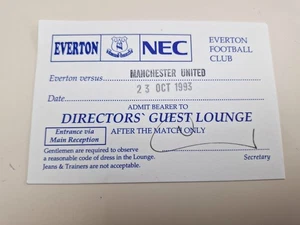 EVERTON NEC EVERTON
FOOTBALL
CLUB
Everton versus MANCHESTER UNITED
Date 23 OCT 1993
ADMIT BEARER TO
DIRECTORS' GUEST LOUNGE
Entrance via
Main Reception
AFTER THE MATCH ONLY
Gentlemen are required to observe
a reasonable code of dress in the Lounge.
Jeans & Trainers are not acceptable.
Secretary